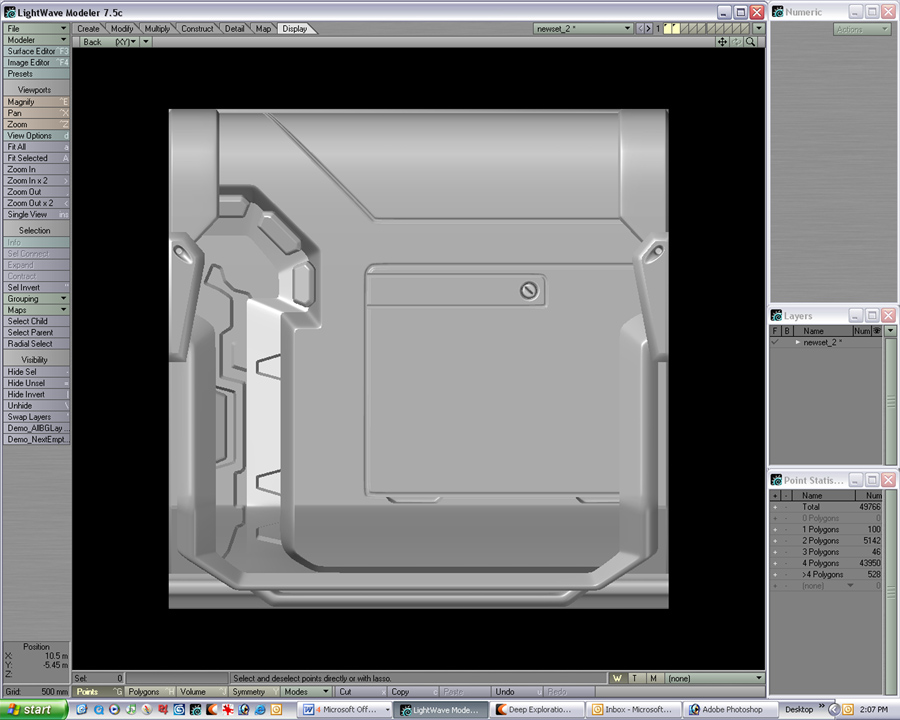 LightWave Modeler 7.5c
Numeric
File
Create Modify Multiply Construct Detail Map Display
newset_2 *
1
Actions
Modeler
Back (XY)
Surface Editor F3
Image Editor F4
Presets
Viewports
Magnify ^E
Pan ^X
Zoom ^Z
View Options d
Fit All a
Fit Selected A
Zoom In .
Zoom In x 2 >
Zoom Out ,
Zoom Out x 2 <
Single View ins
Selection
Info i
Sel Connect ]
Expand }
Contract {
Sel Invert "
Grouping
Maps
Select Child
Select Parent
Radial Select
Visibility
Hide Sel -
Hide Unsel =
Hide Invert |
Unhide \
Swap Layers '
Demo_AllBGLay...
Demo_NextEmpt...
Layers
F B Name Num
newset_2 *
Point Statis...
+ - Name Num
+ - Total 49766
+ - 0 Polygons 0
+ - 1 Polygons 100
+ - 2 Polygons 5142
+ - 3 Polygons 46
+ - 4 Polygons 43950
+ - >4 Polygons 528
+ - (none) 0
Position
X: 10.5 m
Y: -5.45 m
Z:
Sel: 0
Select and deselect points directly or with lasso.
W T M (none)
Grid: 500 mm
Points ^G Polygons ^H Volume ^J Symmetry Y Modes Cut x Copy c Paste v Undo u Redo
start
4 Microsoft Off...
LightWave Mode...
Deep Exploratio...
Inbox - Microsoft...
Adobe Photoshop
Desktop
2:07 PM